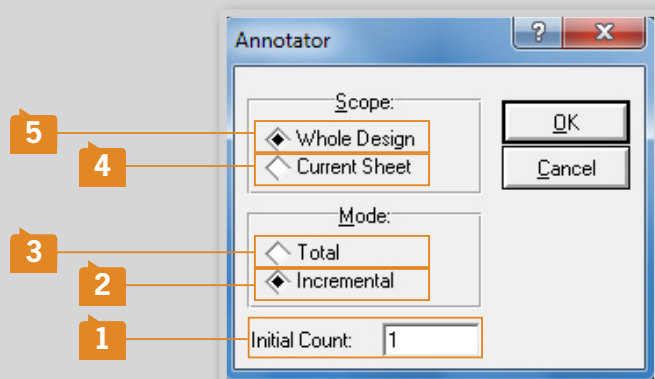 Annotator
?
X
Scope:
5
Whole Design
OK
4
Current Sheet
Cancel
Mode:
3
Total
2
Incremental
1
Initial Count: 1